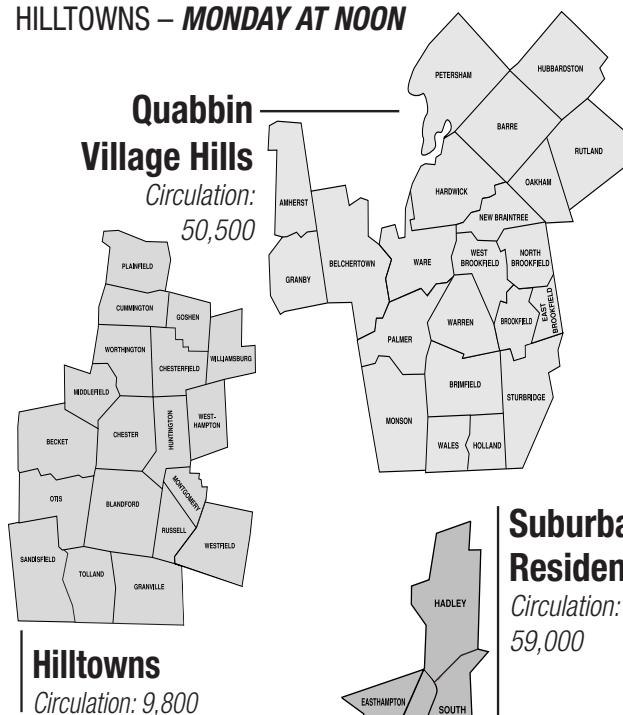 HILLTOWNS – MONDAY AT NOON
Quabbin
Village Hills
Circulation:
50,500
PETERSHAM
HUBBARDSTON
BARRE
RUTLAND
HARDWICK
OAKHAM
NEW BRAINTREE
AMHERST
BELCHERTOWN
WARE
WEST
BROOKFIELD
NORTH
BROOKFIELD
GRANBY
EAST
BROOKFIELD
BROOKFIELD
WARREN
PALMER
BRIMFIELD
STURBRIDGE
MONSON
WALES
HOLLAND
PLAINFIELD
CUMMINGTON
GOSHEN
WORTHINGTON
CHESTERFIELD
WILLIAMSBURG
MIDDLEFIELD
WEST-
HAMPTON
HUNTINGTON
CHESTER
BECKET
MONTGOMERY
OTIS
BLANDFORD
RUSSELL
WESTFIELD
SANDISFIELD
TOLLAND
GRANVILLE
Hilltowns
Circulation: 9,800
Suburba
Residen
Circulation:
59,000
HADLEY
EASTHAMPTON
SOUTH